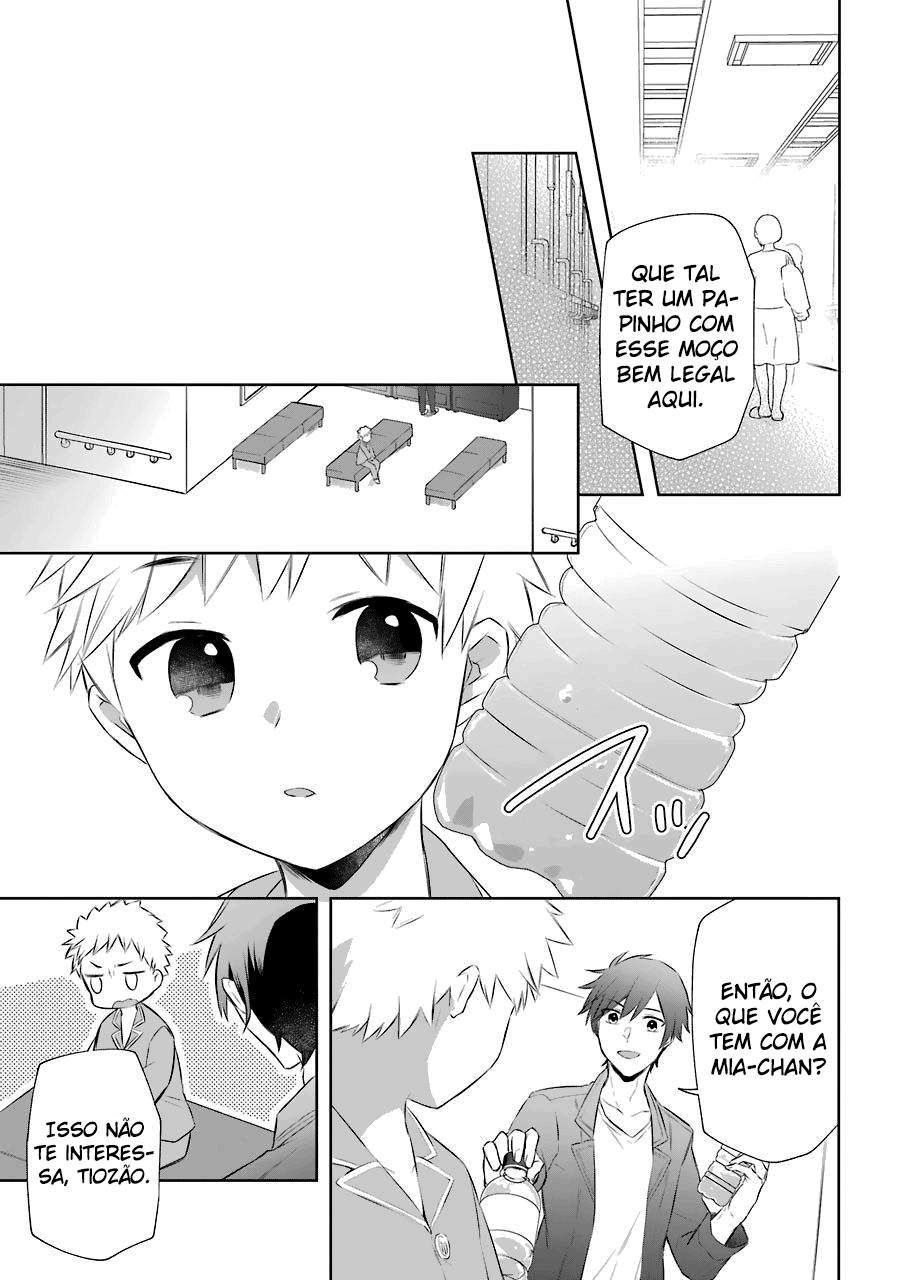 QUE TAL
TER UM PA-
PINHO COM
ESSE MOÇO
BEM LEGAL
AQUI.
ENTÃO, O
QUE VOCÊ
TEM COM A
MIA-CHAN?
ISSO NÃO
TE INTERES-
SA, TIOZÃO.